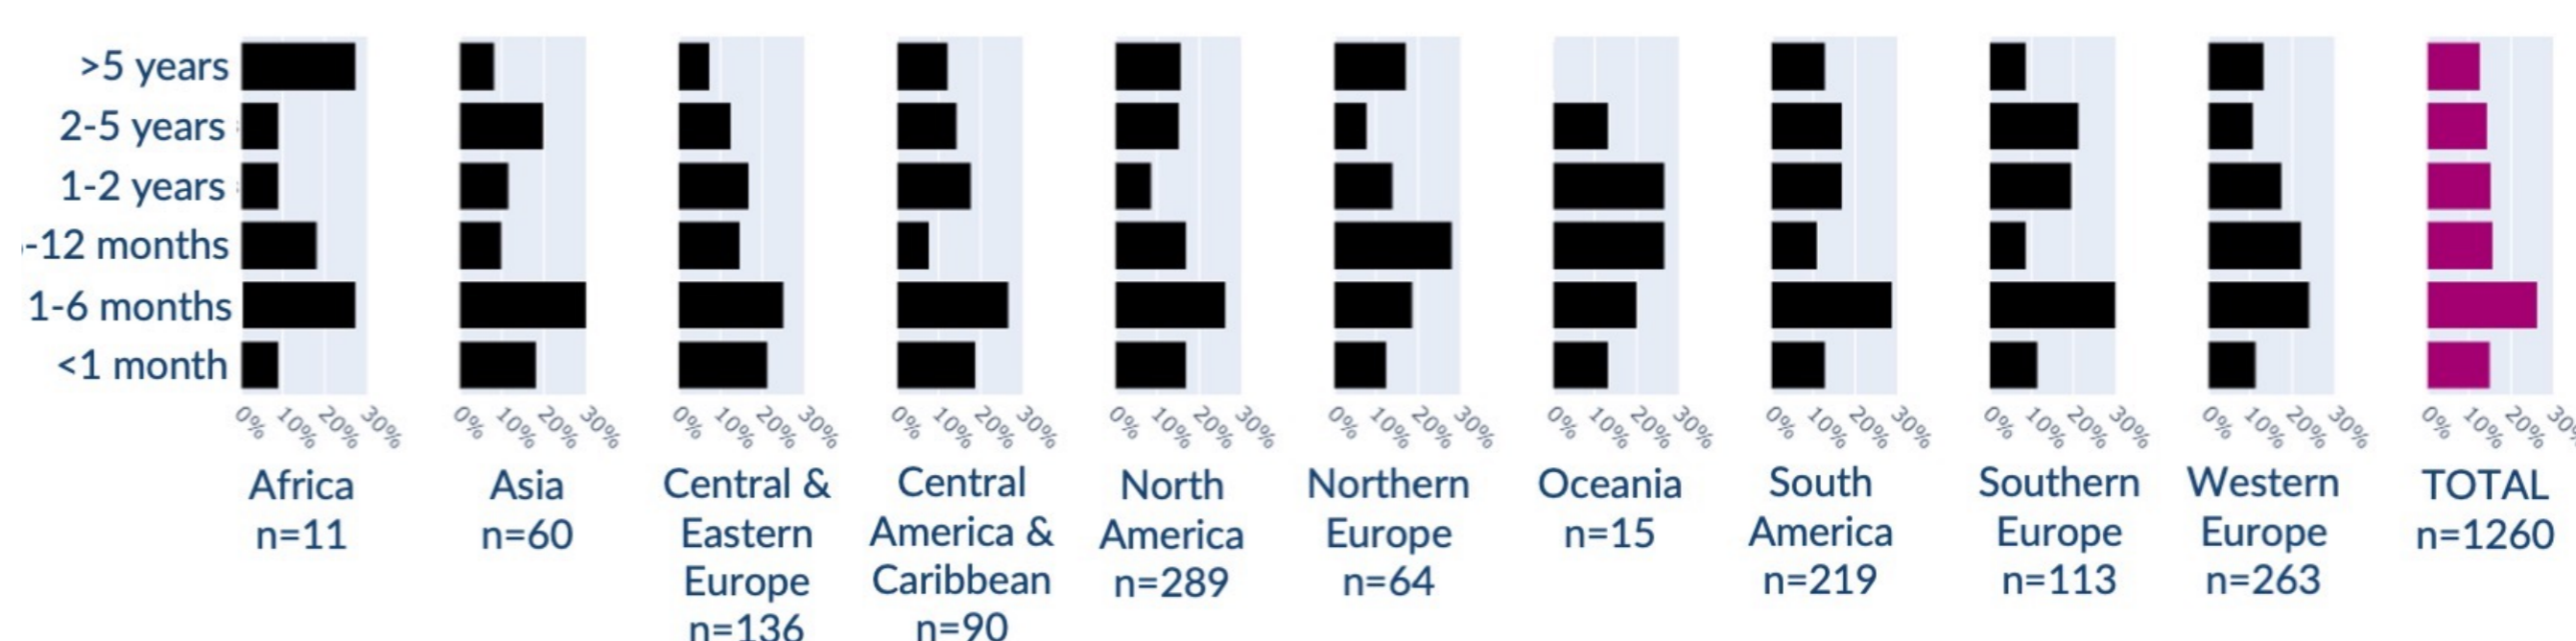 >5 years
2-5 years
1-2 years
-12 months
1-6 months
<1 month
0% 10% 20% 30%
0% 10% 20% 30%
0% 10% 20% 30%
0% 10% 20% 30%
0% 10% 20% 30%
0% 10% 20% 30%
0% 10% 20% 30%
0% 10% 20% 30%
0% 10% 20% 30%
0% 10% 20% 30%
0% 10% 20% 30%
Africa
n=11
Asia
n=60
Central &
Eastern
Europe
n=136
Central
America &
Caribbean
n=90
North
America
n=289
Northern
Europe
n=64
Oceania
n=15
South
America
n=219
Southern
Europe
n=113
Western
Europe
n=263
TOTAL
n=1260